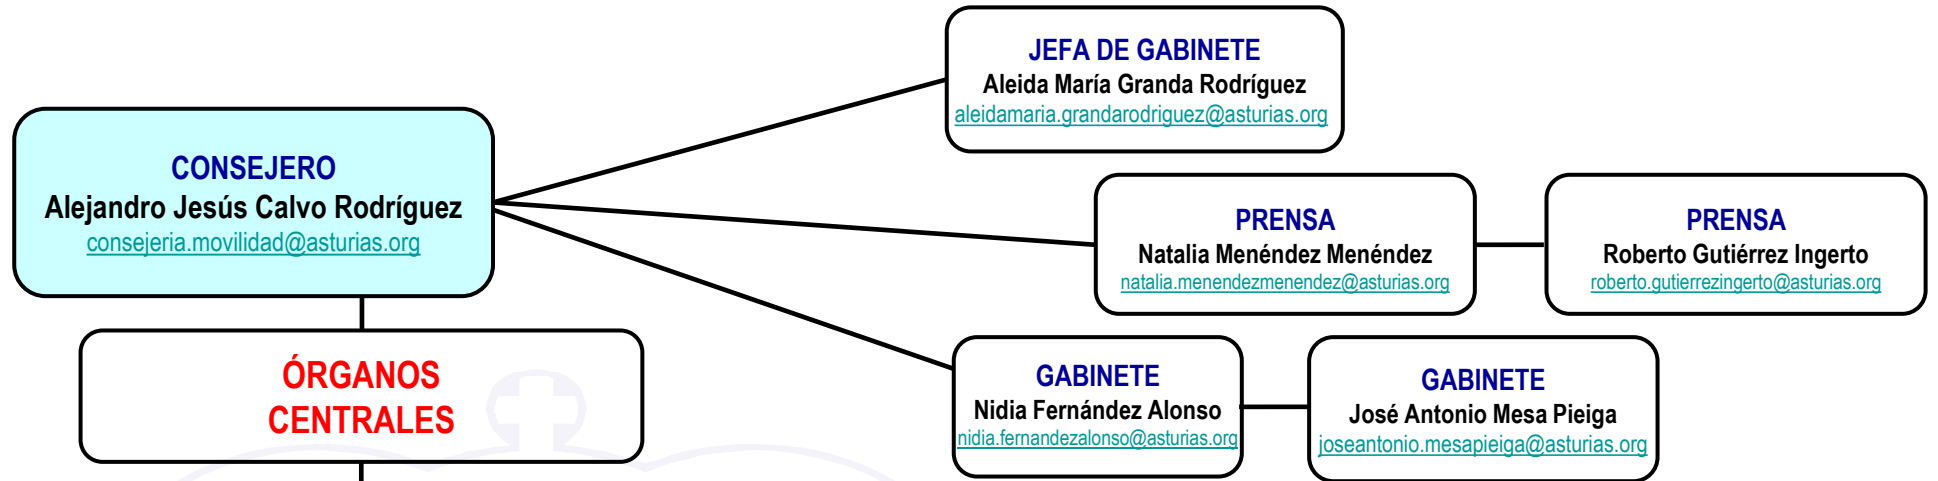 JEFA DE GABINETE
Aleida María Granda Rodríguez
aleidamaria.grandarodriguez@asturias.org
CONSEJERO
Alejandro Jesús Calvo Rodríguez
consejeria.movilidad@asturias.org
PRENSA
Natalia Menéndez Menéndez
natalia.menendezmenendez@asturias.org
PRENSA
Roberto Gutiérrez Ingerto
roberto.gutierrezingerto@asturias.org
ÓRGANOS
CENTRALES
GABINETE
Nidia Fernández Alonso
nidia.fernandezalonso@asturias.org
GABINETE
José Antonio Mesa Pieiga
joseantonio.mesapieiga@asturias.org